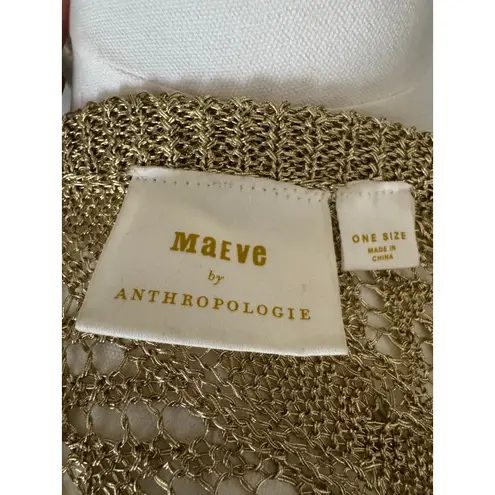 MaEve
by
ANTHROPOLOGIE
ONE SIZE
MADE IN
CHINA